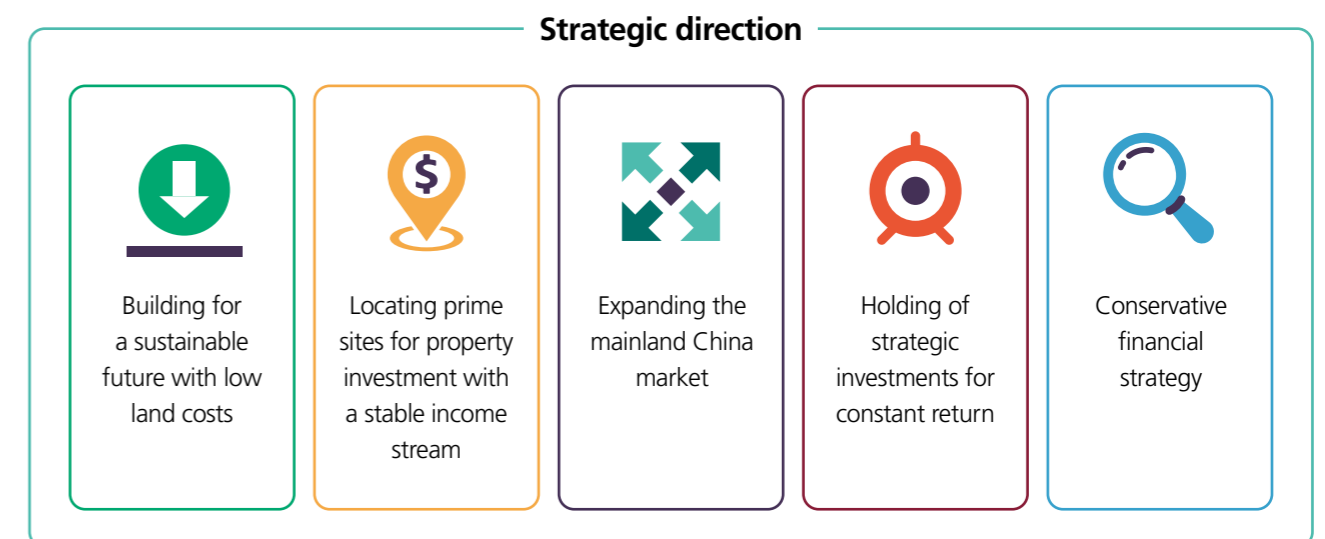 Strategic direction
$
Building for
a sustainable
future with low
land costs
Locating prime
sites for property
investment with
a stable income
stream
Expanding the
mainland China
market
Holding of
strategic
investments for
constant return
Conservative
financial
strategy